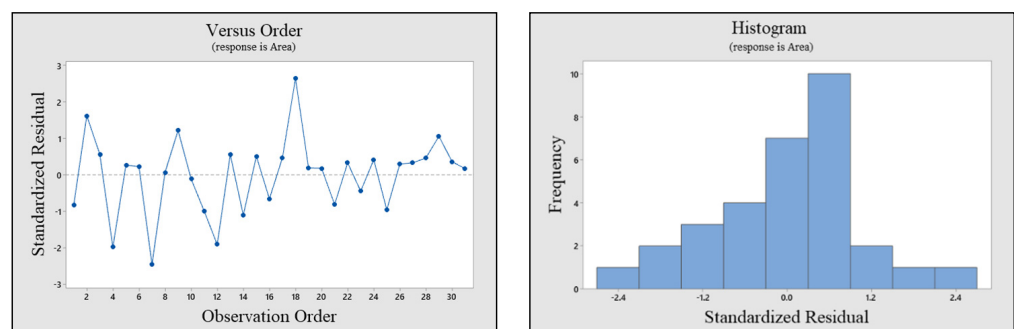 Versus Order
(response is Area)
3
2
1
0
-1
-2
-3
Standardized Residual
2 4 6 8 10 12 14 16 18 20 22 24 26 28 30
Observation Order
Histogram
(response is Area)
10
8
6
4
2
0
Frequency
-2.4 -1.2 0.0 1.2 2.4
Standardized Residual